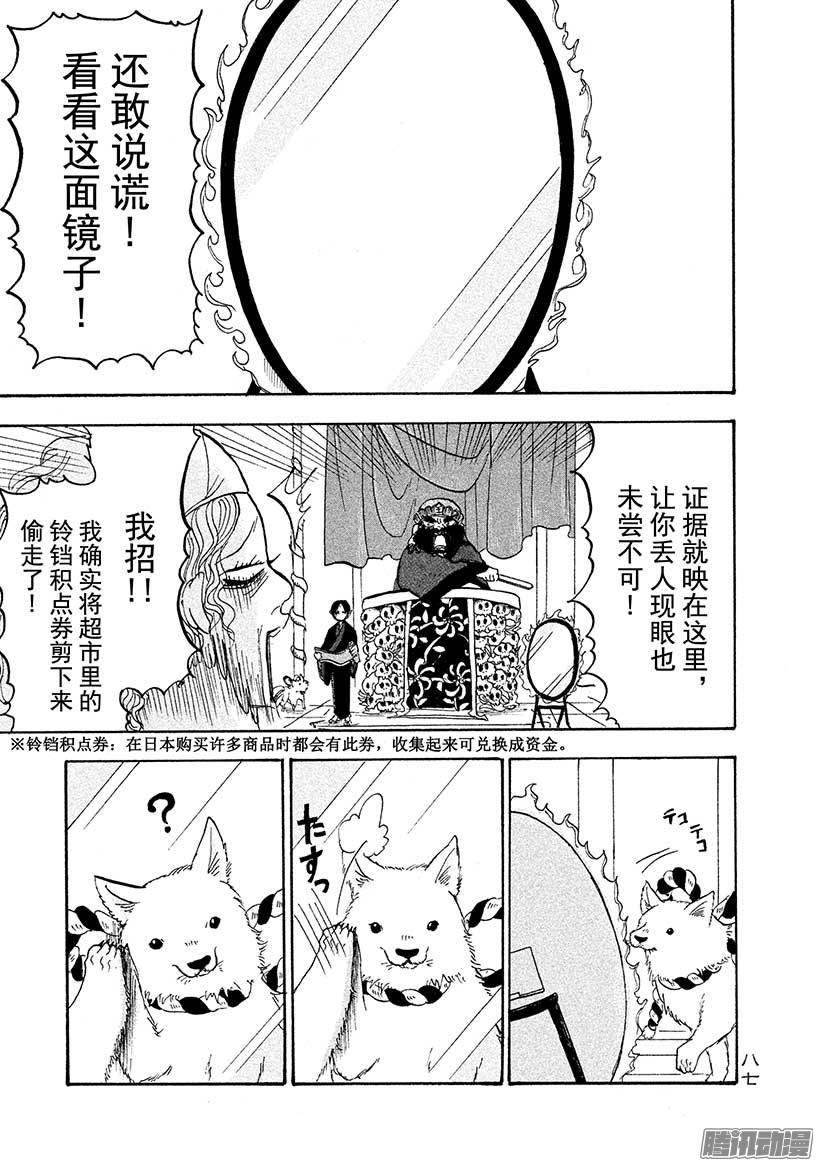 还敢说谎！
看看这面镜子！
证据就映在这里，
让你丢人现眼也
未尝不可！
我招！！
我确实将超市里的
铃铛积点券剪下来
偷走了！
※铃铛积点券：在日本购买许多商品时都会有此券，收集起来可兑换成资金。
テコ
テコ
たすっ
？
八七
腾讯动漫